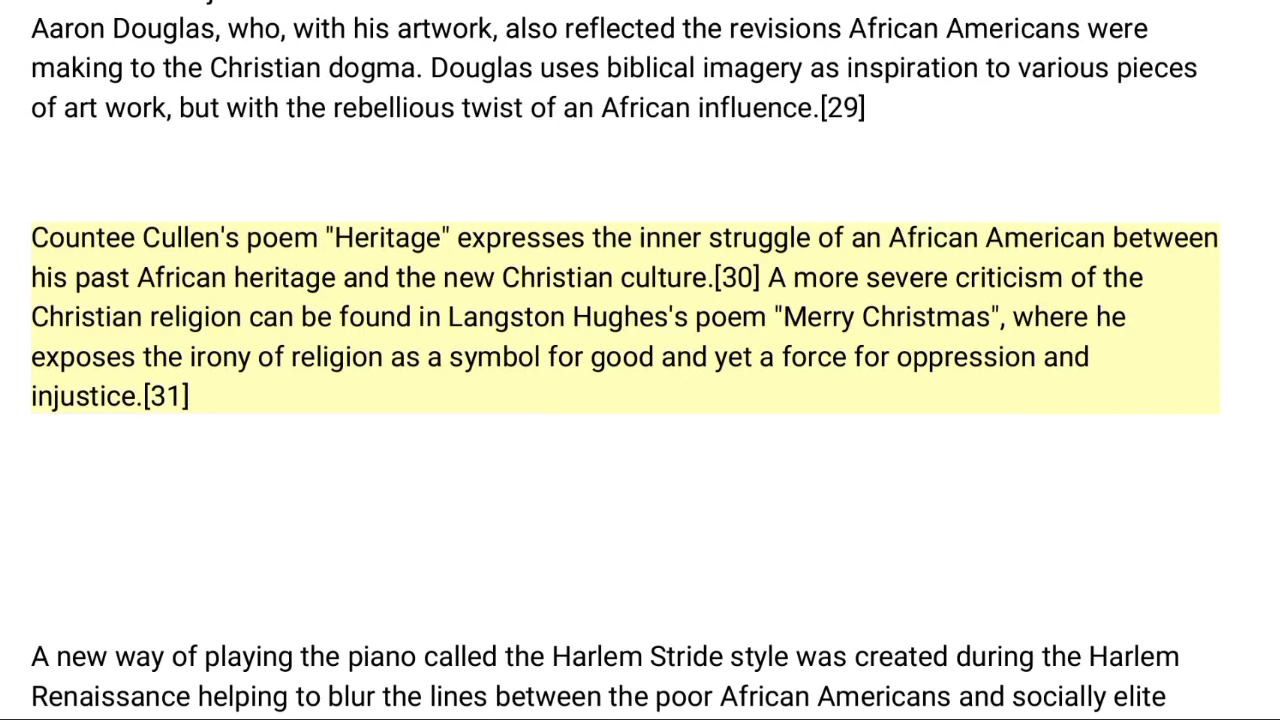 Aaron Douglas, who, with his artwork, also reflected the revisions African Americans were
making to the Christian dogma. Douglas uses biblical imagery as inspiration to various pieces
of art work, but with the rebellious twist of an African influence.[29]
Countee Cullen's poem "Heritage" expresses the inner struggle of an African American between
his past African heritage and the new Christian culture.[30] A more severe criticism of the
Christian religion can be found in Langston Hughes's poem "Merry Christmas", where he
exposes the irony of religion as a symbol for good and yet a force for oppression and
injustice.[31]
A new way of playing the piano called the Harlem Stride style was created during the Harlem
Renaissance helping to blur the lines between the poor African Americans and socially elite